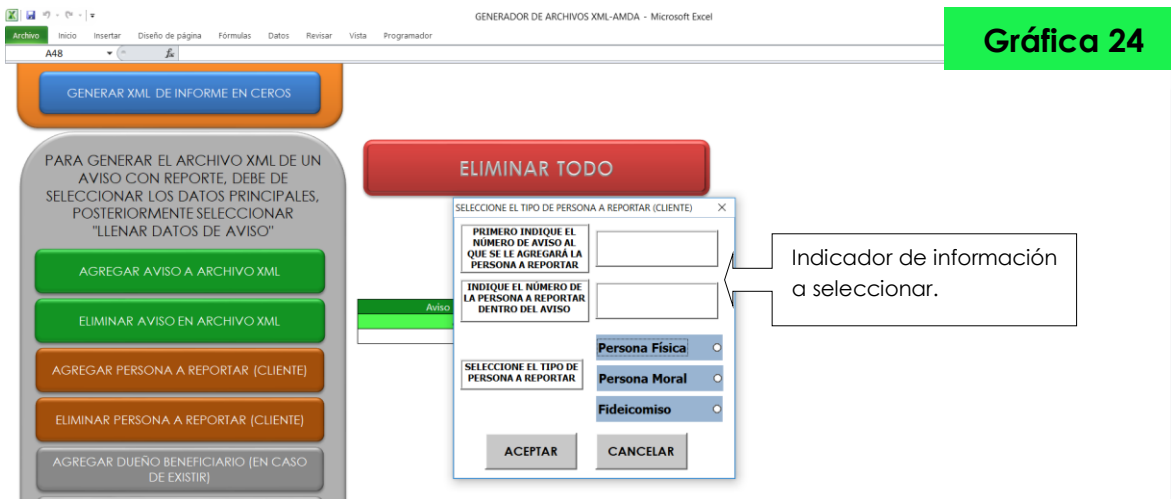 GENERADOR DE ARCHIVOS XML-AMDA - Microsoft Excel
Archivo Inicio Insertar Diseño de página Fórmulas Datos Revisar Vista Programador
Gráfica 24
A48 fx
GENERAR XML DE INFORME EN CEROS
PARA GENERAR EL ARCHIVO XML DE UN
AVISO CON REPORTE, DEBE DE
SELECCIONAR LOS DATOS PRINCIPALES,
POSTERIORMENTE SELECCIONAR
"LLENAR DATOS DE AVISO"
AGREGAR AVISO A ARCHIVO XML
ELIMINAR AVISO EN ARCHIVO XML
AGREGAR PERSONA A REPORTAR (CLIENTE)
ELIMINAR PERSONA A REPORTAR (CLIENTE)
AGREGAR DUEÑO BENEFICIARIO (EN CASO
DE EXISTIR)
ELIMINAR TODO
Aviso
SELECCIONE EL TIPO DE PERSONA A REPORTAR (CLIENTE)
PRIMERO INDIQUE EL
NÚMERO DE AVISO AL
QUE SE LE AGREGARÁ LA
PERSONA A REPORTAR
INDIQUE EL NÚMERO DE
LA PERSONA A REPORTAR
DENTRO DEL AVISO
SELECCIONE EL TIPO DE
PERSONA A REPORTAR
Persona Física
Persona Moral
Fideicomiso
ACEPTAR
CANCELAR
Indicador de información
a seleccionar.